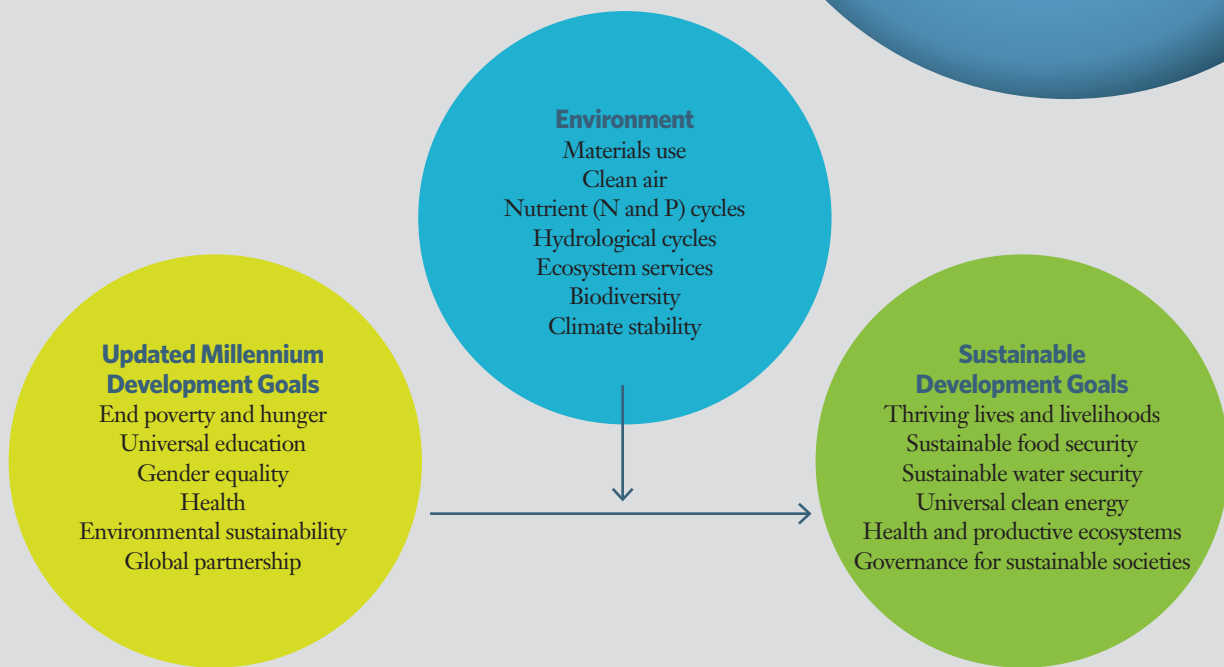 Environment
Materials use
Clean air
Nutrient (N and P) cycles
Hydrological cycles
Ecosystem services
Biodiversity
Climate stability
Updated Millennium
Development Goals
End poverty and hunger
Universal education
Gender equality
Health
Environmental sustainability
Global partnership
Sustainable
Development Goals
Thriving lives and livelihoods
Sustainable food security
Sustainable water security
Universal clean energy
Health and productive ecosystems
Governance for sustainable societies